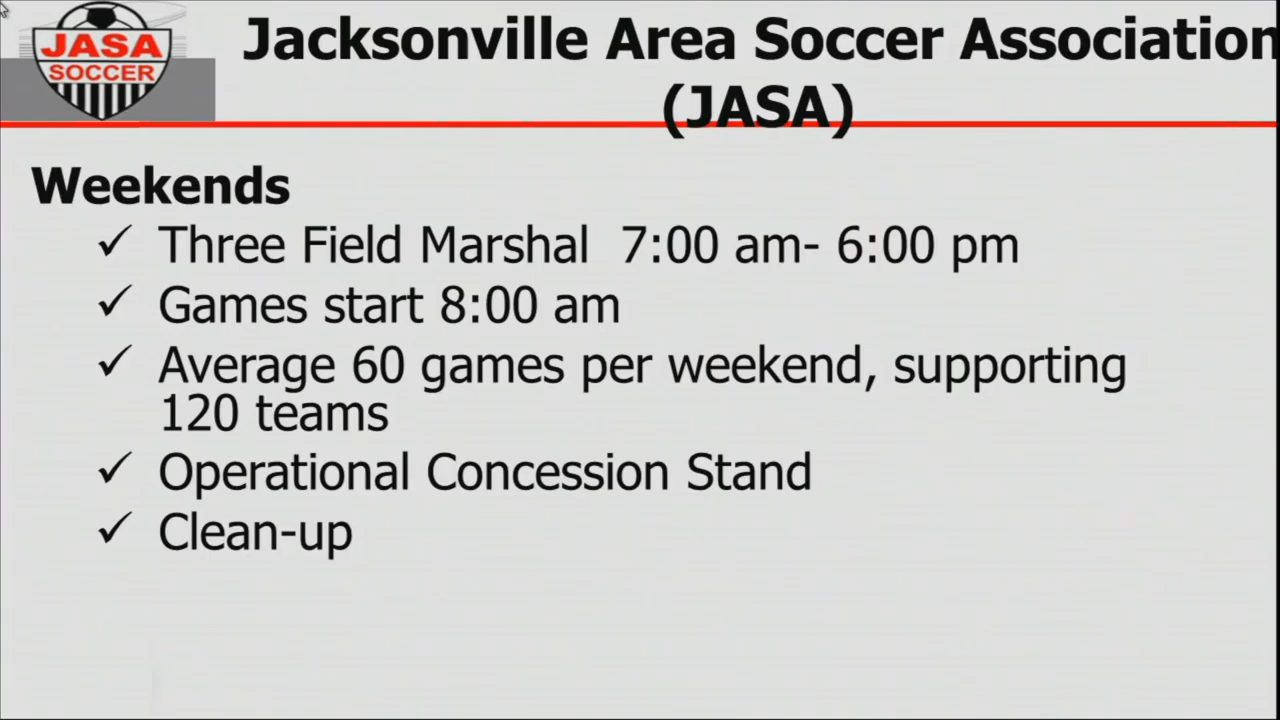 JASA
SOCCER
Jacksonville Area Soccer Association
(JASA)
Weekends
✓ Three Field Marshal  7:00 am- 6:00 pm
✓ Games start 8:00 am
✓ Average 60 games per weekend, supporting
120 teams
✓ Operational Concession Stand
✓ Clean-up